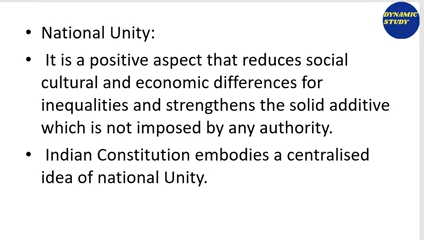 DYNAMIC
STUDY
• National Unity:
• It is a positive aspect that reduces social
cultural and economic differences for
inequalities and strengthens the solid additive
which is not imposed by any authority.
• Indian Constitution embodies a centralised
idea of national Unity.